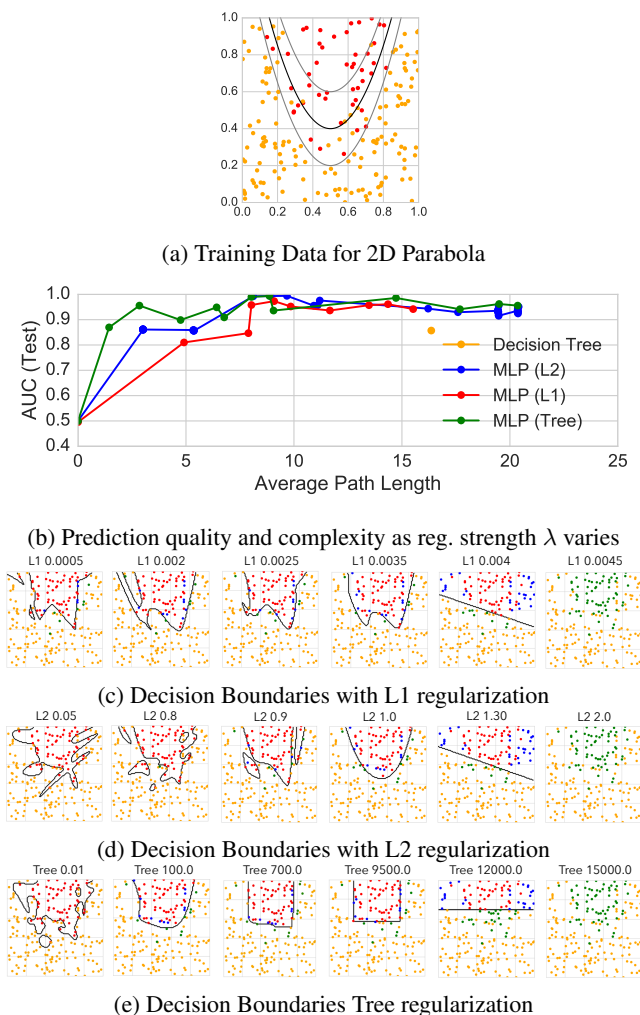 1.0
0.8
0.6
0.4
0.2
0.0
0.0 0.2 0.4 0.6 0.8 1.0
(a) Training Data for 2D Parabola
1.0
0.9
0.8
0.7
0.6
0.5
0.4
AUC (Test)
Decision Tree
MLP (L2)
MLP (L1)
MLP (Tree)
0 5 10 15 20 25
Average Path Length
(b) Prediction quality and complexity as reg. strength λ varies
L1 0.0005 L1 0.002 L1 0.0025 L1 0.0035 L1 0.004 L1 0.0045
(c) Decision Boundaries with L1 regularization
L2 0.05 L2 0.8 L2 0.9 L2 1.0 L2 1.30 L2 2.0
(d) Decision Boundaries with L2 regularization
Tree 0.01 Tree 100.0 Tree 700.0 Tree 9500.0 Tree 12000.0 Tree 15000.0
(e) Decision Boundaries Tree regularization